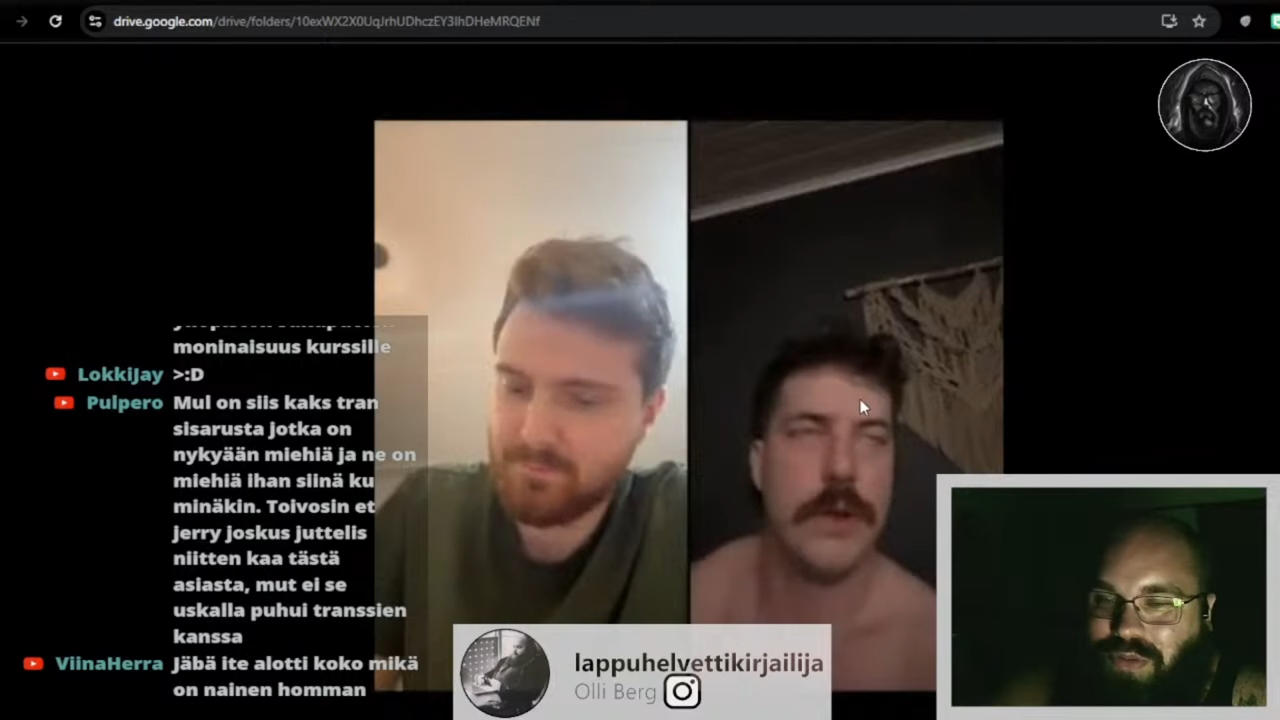 drive.google.com/drive/folders/10exWX2X0UqJrhUDhczEY3IhDHeMRQENf
moninaisuus kurssille
LokkiJay >:D
Pulpero Mul on siis kaks tran
sisarusta jotka on
nykyään miehiä ja ne on
miehiä ihan siinä ku
minäkin. Toivosin et
jerry joskus juttelis
niitten kaa tästä
asiasta, mut ei se
uskalla puhui transsien
kanssa
ViinaHerra Jäbä ite alotti koko mikä
on nainen homman
lappuhelvettikirjailija
Olli Berg